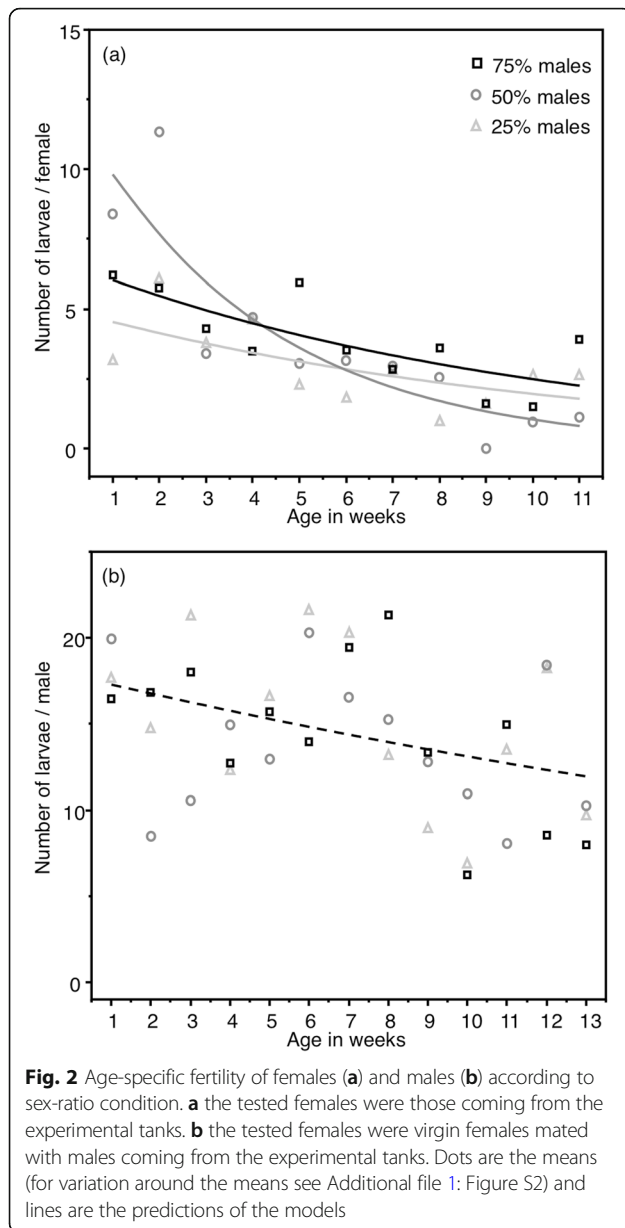 15
(a)
75% males
50% males
25% males
10
5
0
Number of larvae / female
1 2 3 4 5 6 7 8 9 10 11
Age in weeks
(b)
20
10
0
Number of larvae / male
1 2 3 4 5 6 7 8 9 10 11 12 13
Age in weeks
Fig. 2 Age-specific fertility of females (a) and males (b) according to
sex-ratio condition. a the tested females were those coming from the
experimental tanks. b the tested females were virgin females mated
with males coming from the experimental tanks. Dots are the means
(for variation around the means see Additional file 1: Figure S2) and
lines are the predictions of the models